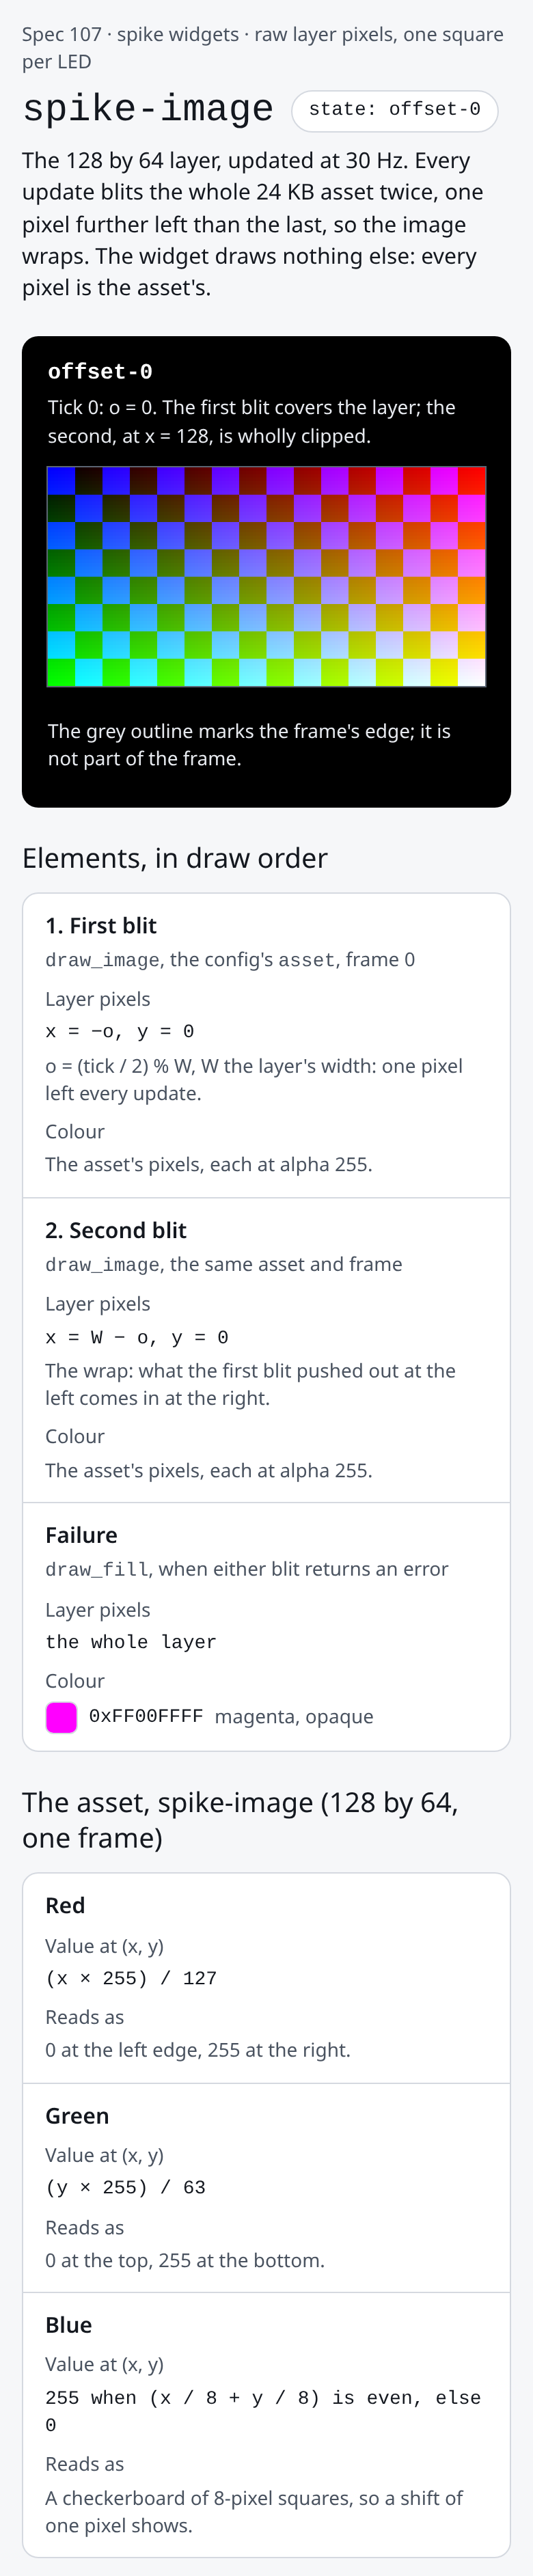 Spec 107 · spike widgets · raw layer pixels, one square
per LED
spike-image
state: offset-0
The 128 by 64 layer, updated at 30 Hz. Every
update blits the whole 24 KB asset twice, one
pixel further left than the last, so the image
wraps. The widget draws nothing else: every
pixel is the asset's.
offset-0
Tick 0: o = 0. The first blit covers the layer; the
second, at x = 128, is wholly clipped.
The grey outline marks the frame's edge; it is
not part of the frame.
Elements, in draw order
1. First blit
draw_image, the config's asset, frame 0
Layer pixels
x = −o, y = 0
o = (tick / 2) % W, W the layer's width: one pixel
left every update.
Colour
The asset's pixels, each at alpha 255.
2. Second blit
draw_image, the same asset and frame
Layer pixels
x = W − o, y = 0
The wrap: what the first blit pushed out at the
left comes in at the right.
Colour
The asset's pixels, each at alpha 255.
Failure
draw_fill, when either blit returns an error
Layer pixels
the whole layer
Colour
0xFF00FFFF magenta, opaque
The asset, spike-image (128 by 64,
one frame)
Red
Value at (x, y)
(x × 255) / 127
Reads as
0 at the left edge, 255 at the right.
Green
Value at (x, y)
(y × 255) / 63
Reads as
0 at the top, 255 at the bottom.
Blue
Value at (x, y)
255 when (x / 8 + y / 8) is even, else
0
Reads as
A checkerboard of 8-pixel squares, so a shift of
one pixel shows.